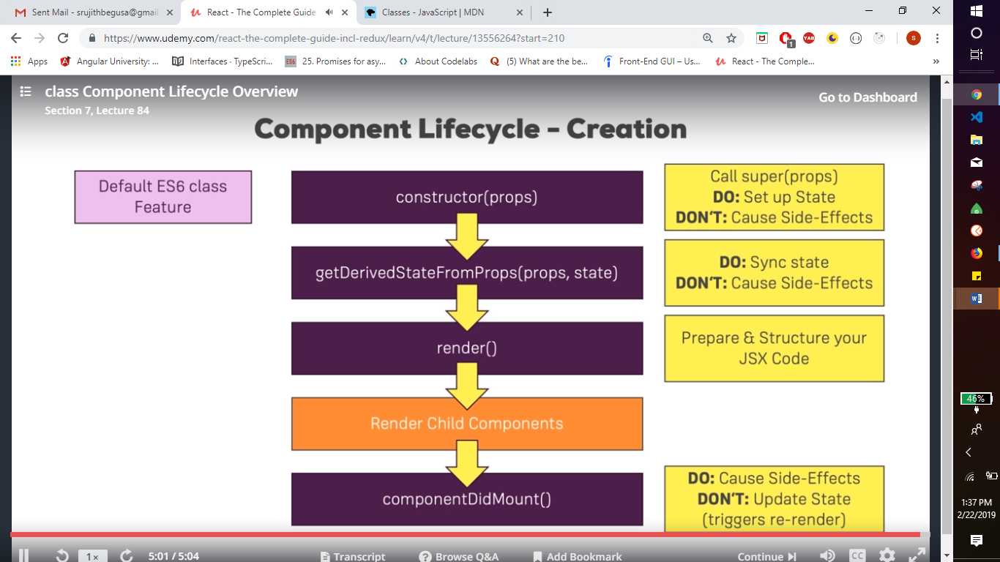 Sent Mail - srujithbegusa@gmail
React - The Complete Guide
Classes - JavaScript | MDN
https://www.udemy.com/react-the-complete-guide-incl-redux/learn/v4/t/lecture/13556264?start=210
1
YAB
S
Apps
Angular University: ...
Interfaces · TypeScri...
ES6
25. Promises for asy...
About Codelabs
(5) What are the be...
Front-End GUI – Us...
React - The Comple...
»
class Component Lifecycle Overview
Section 7, Lecture 84
Go to Dashboard
Component Lifecycle - Creation
Default ES6 class
Feature
constructor(props)
Call super(props)
DO: Set up State
DON'T: Cause Side-Effects
getDerivedStateFromProps(props, state)
DO: Sync state
DON'T: Cause Side-Effects
render()
Prepare & Structure your
JSX Code
Render Child Components
componentDidMount()
DO: Cause Side-Effects
DON'T: Update State
(triggers re-render)
1x
5:01 / 5:04
Transcript
Browse Q&A
Add Bookmark
Continue
CC
46%
1:37 PM
2/22/2019